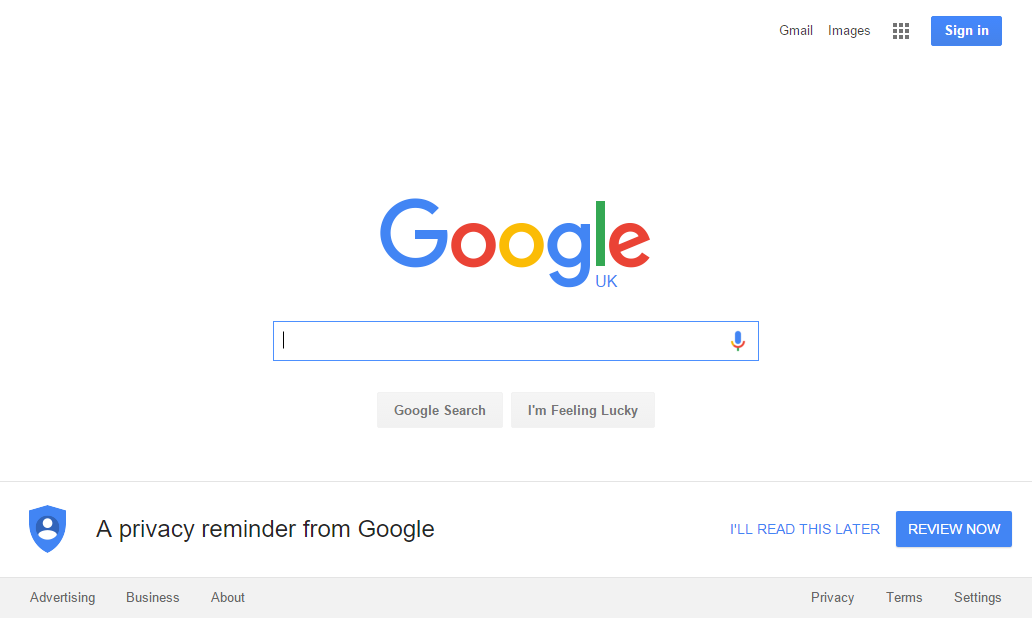 Gmail Images Sign in
Google
UK
Google Search I'm Feeling Lucky
A privacy reminder from Google I'LL READ THIS LATER REVIEW NOW
Advertising Business About Privacy Terms Settings